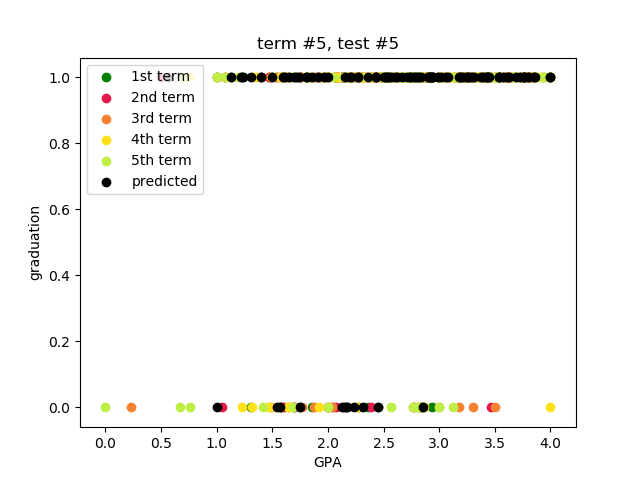 term #5, test #5
1st term
2nd term
3rd term
4th term
5th term
predicted
graduation
1.0
0.8
0.6
0.4
0.2
0.0
0.0 0.5 1.0 1.5 2.0 2.5 3.0 3.5 4.0
GPA